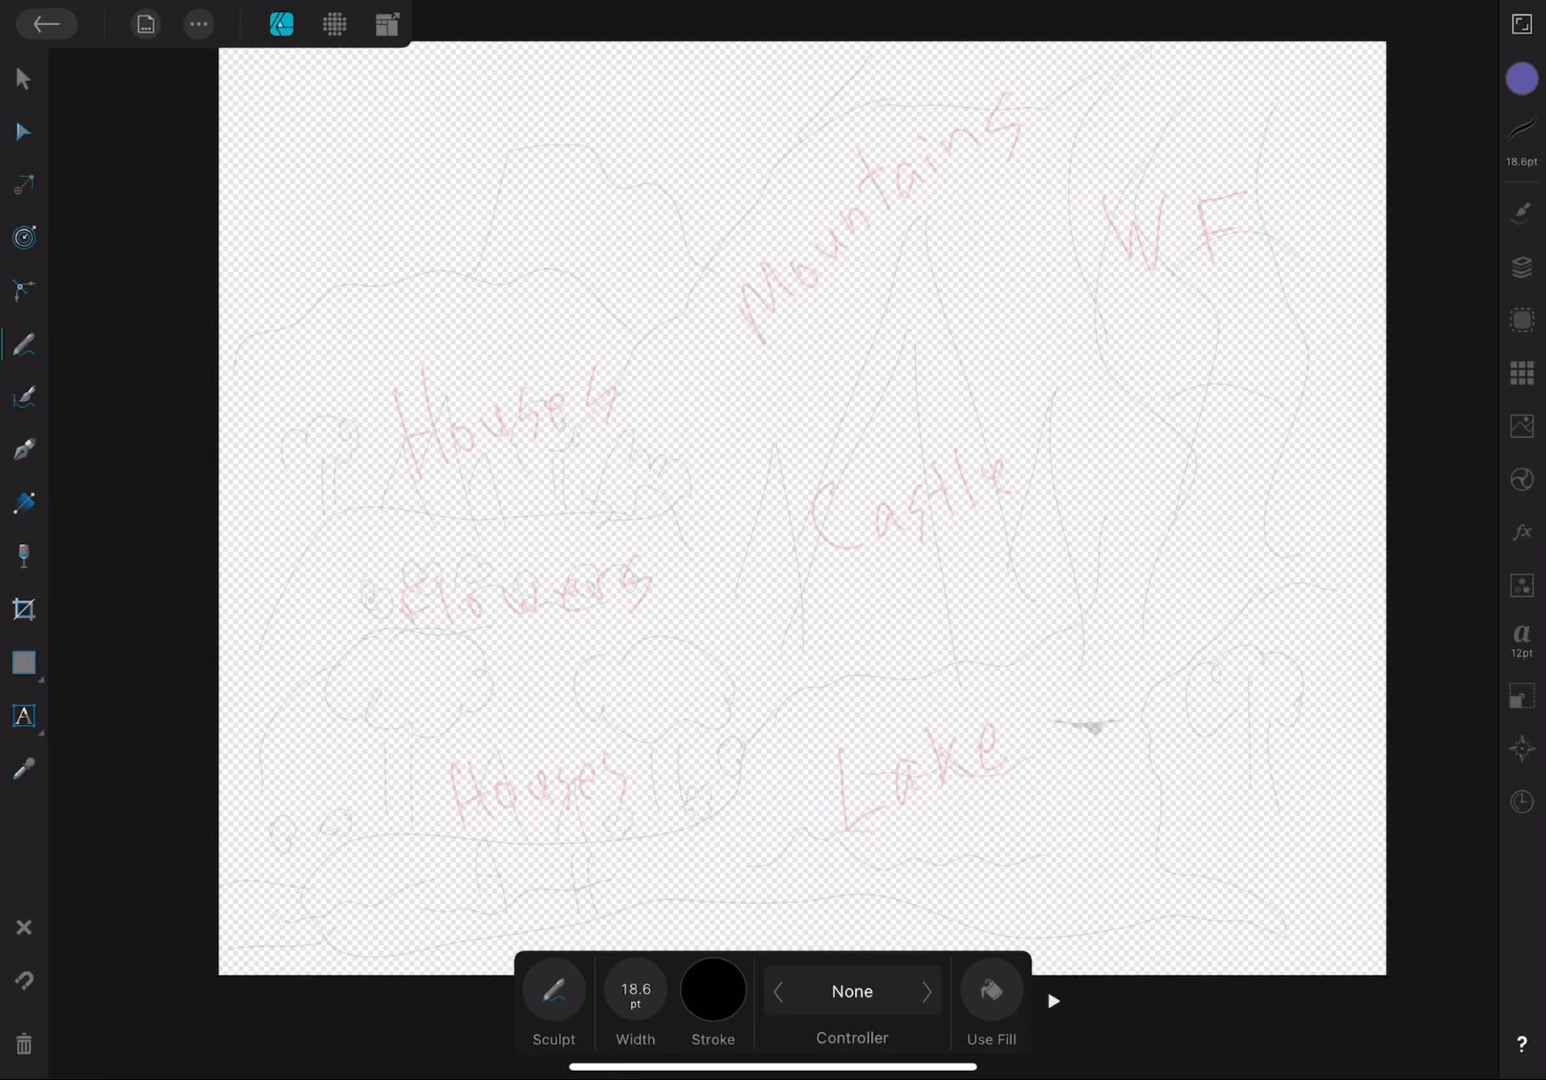 Mountains
W F
18.6pt
Houses
Castle
Flowers
a
12pt
Lake
Houses
A
18.6
pt
None
Sculpt
Width
Stroke
Controller
Use Fill
fx
?